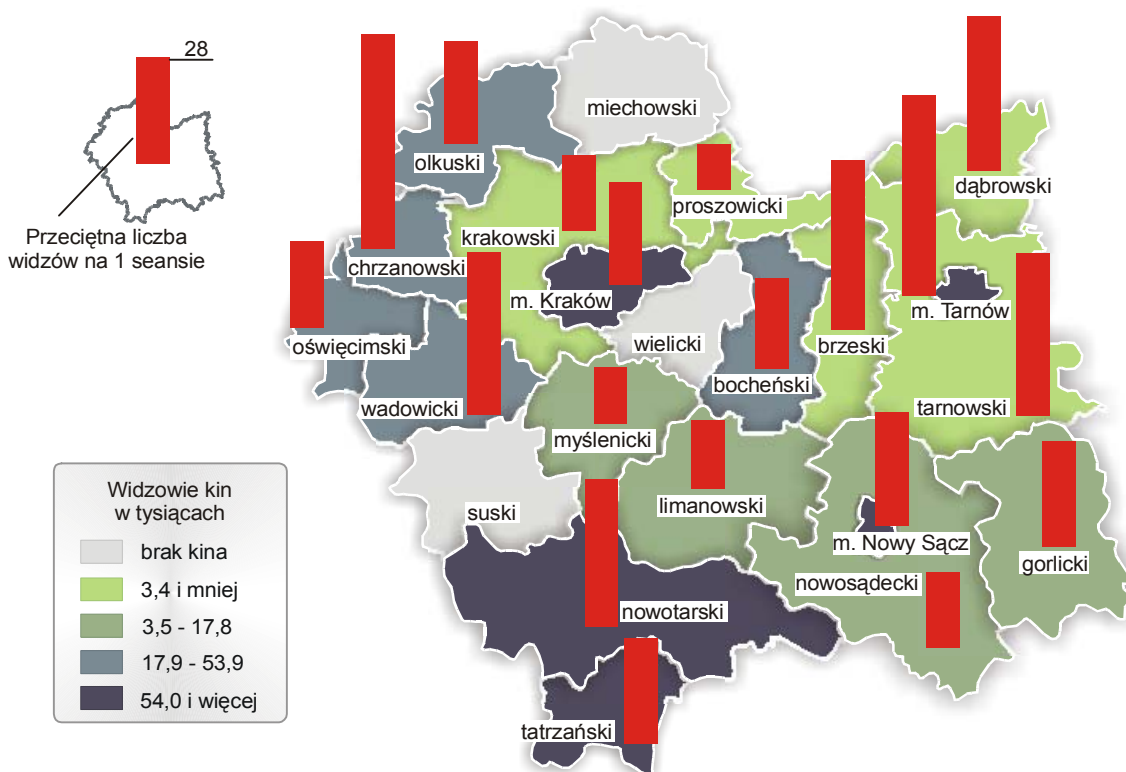 28
Przeciętna liczba
widzów na 1 seansie
miechowski
olkuski
proszowicki
dąbrowski
krakowski
chrzanowski
m. Kraków
m. Tarnów
oświęcimski
wielicki
brzeski
bocheński
wadowicki
tarnowski
myślenicki
limanowski
suski
m. Nowy Sącz
gorlicki
nowosądecki
nowotarski
tatrzański
Widzowie kin
w tysiącach
brak kina
3,4 i mniej
3,5 - 17,8
17,9 - 53,9
54,0 i więcej